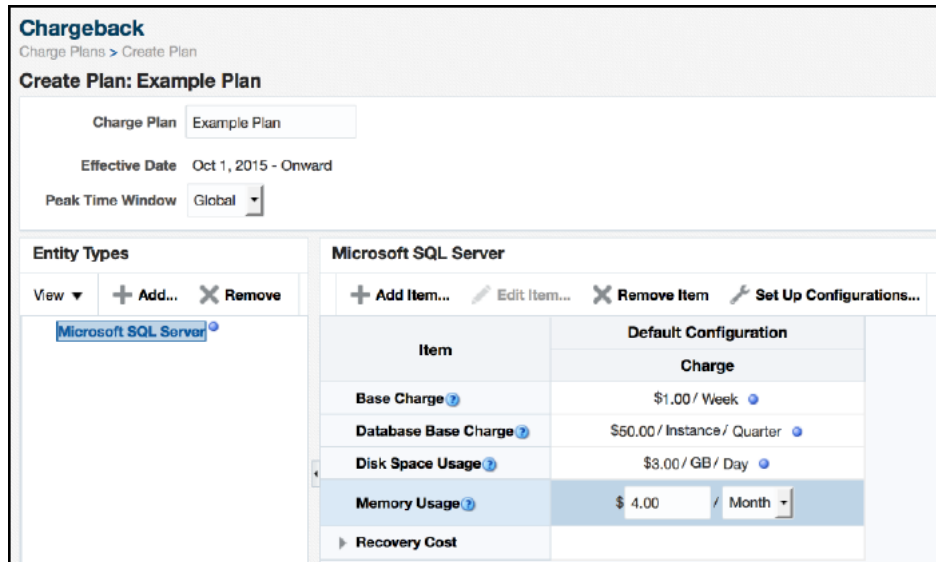 Chargeback
Charge Plans > Create Plan
Create Plan: Example Plan
Charge Plan Example Plan
Effective Date Oct 1, 2015 - Onward
Peak Time Window Global
Entity Types
View Add... Remove
Microsoft SQL Server
Microsoft SQL Server
Add Item... Edit Item... Remove Item Set Up Configurations...
Item Default Configuration
Charge
Base Charge $1.00 / Week
Database Base Charge $50.00 / Instance / Quarter
Disk Space Usage $3.00 / GB / Day
Memory Usage $ 4.00 / Month
Recovery Cost